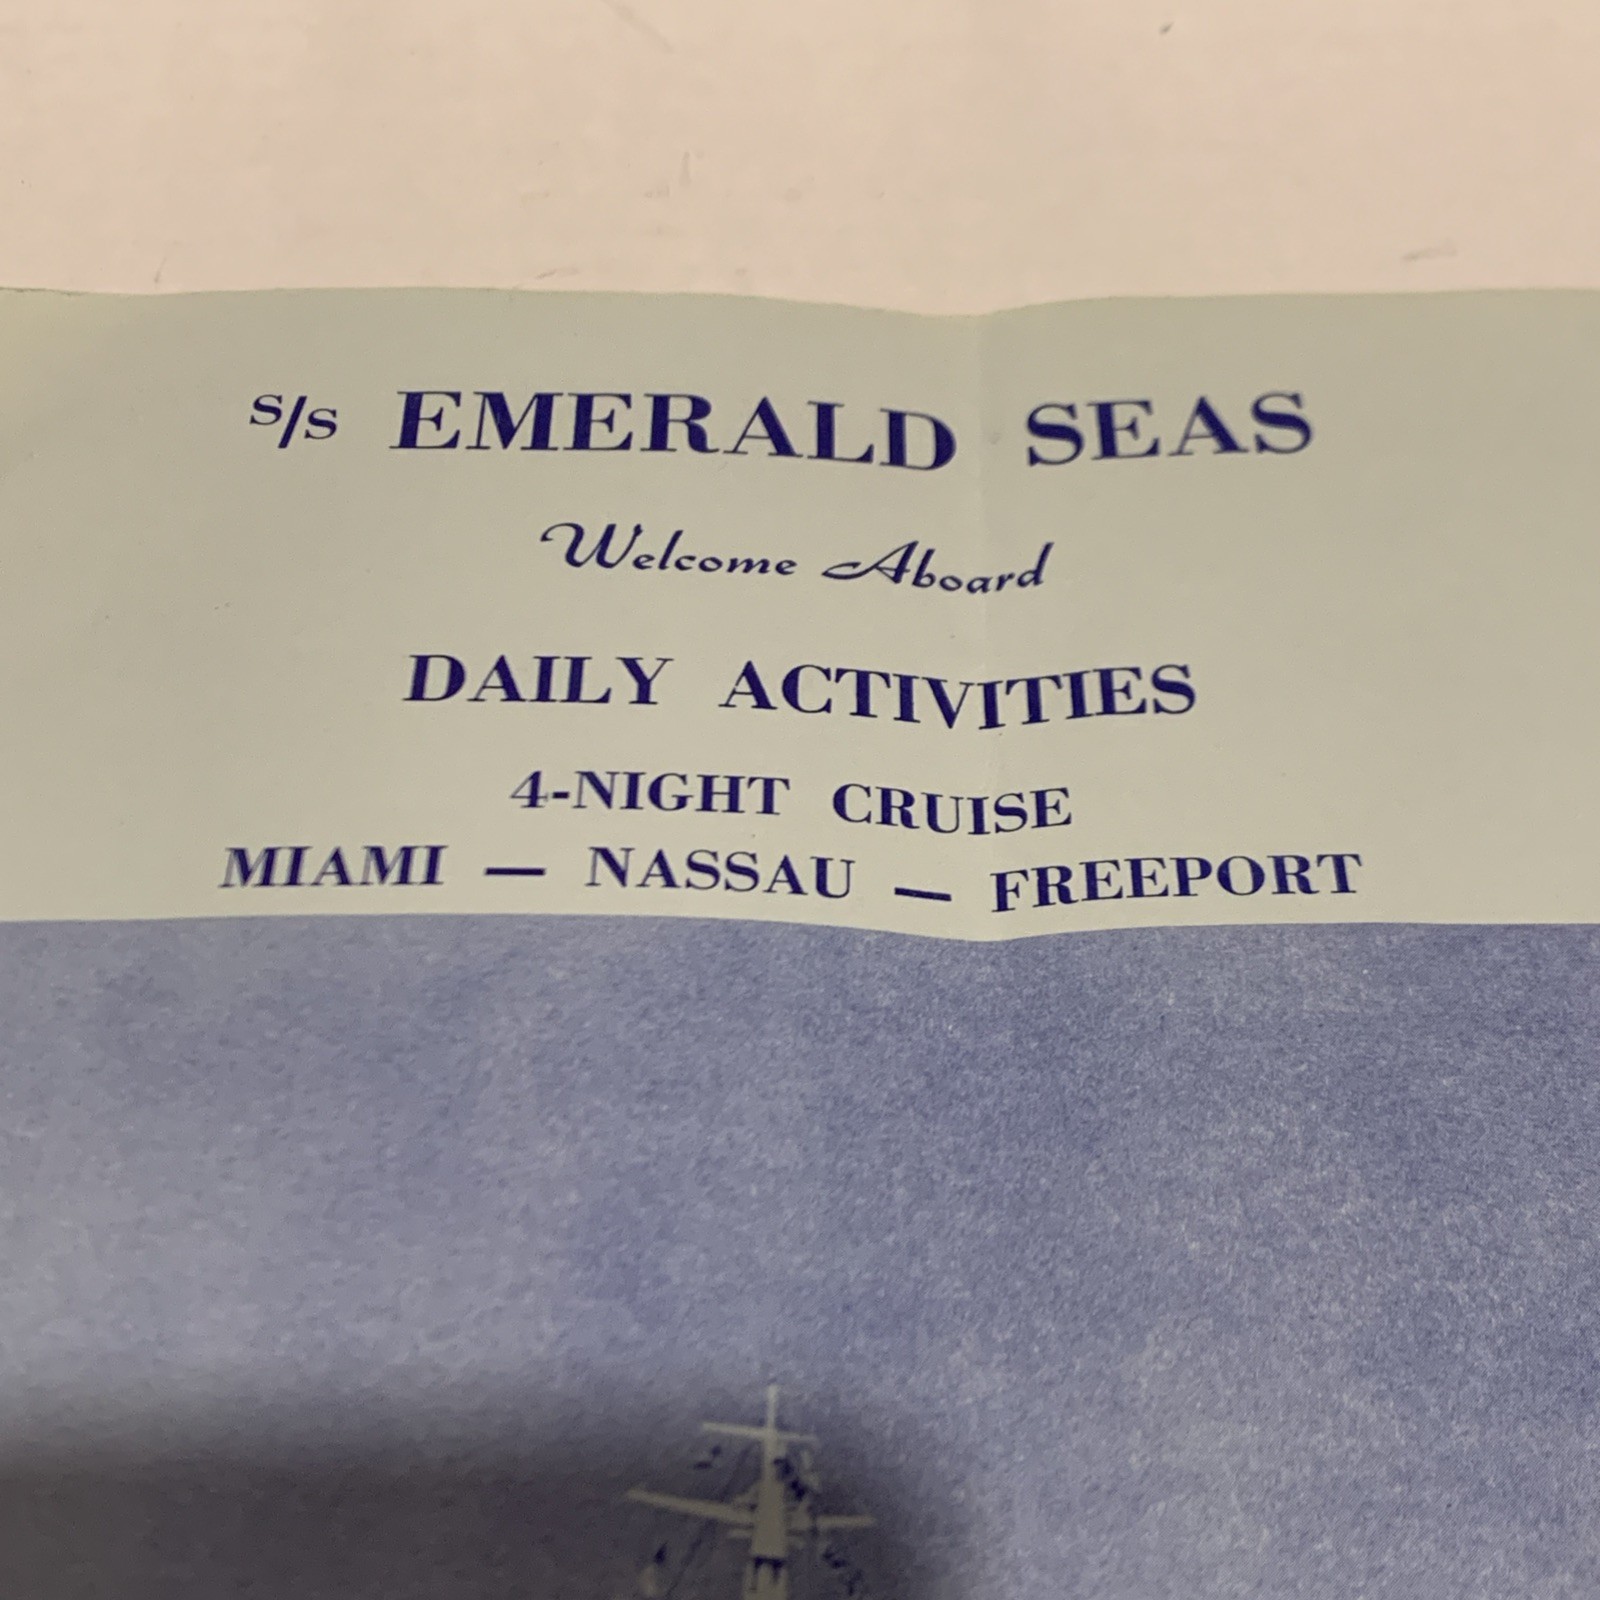 s/s EMERALD SEAS
Welcome Aboard
DAILY ACTIVITIES
4-NIGHT CRUISE
MIAMI — NASSAU — FREEPORT